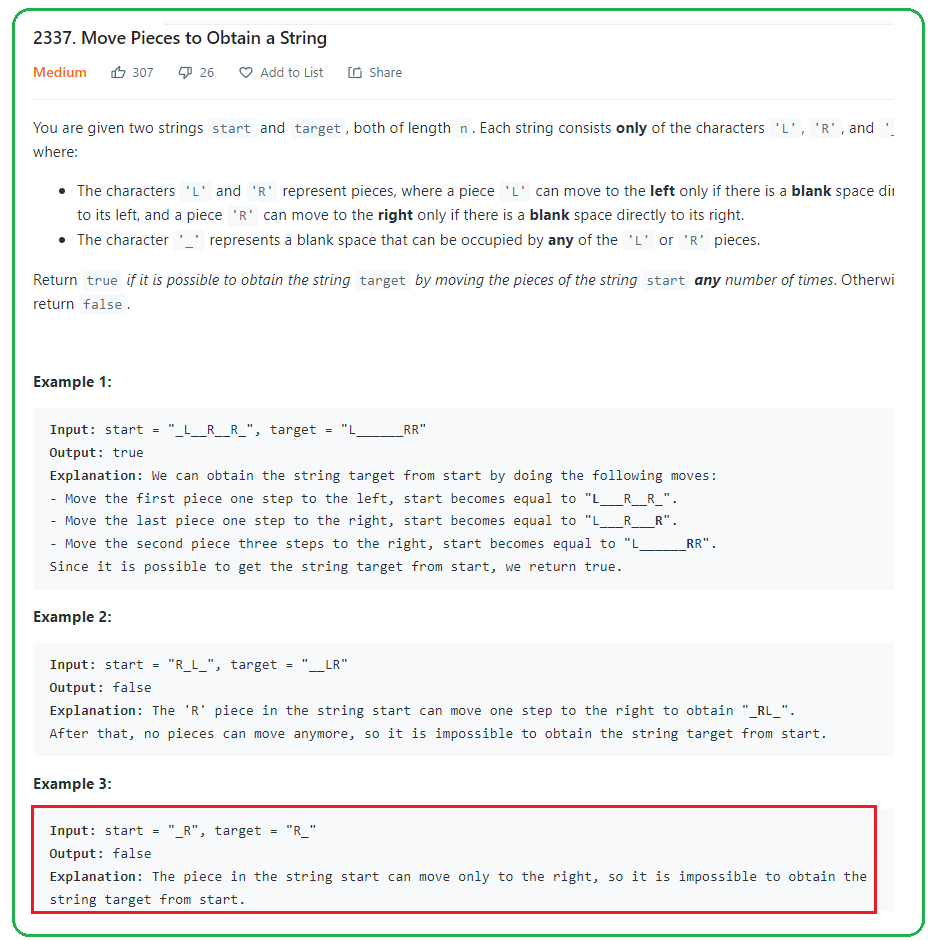 2337. Move Pieces to Obtain a String
Medium 307 26 Add to List Share
You are given two strings start and target, both of length n. Each string consists only of the characters 'L', 'R', and '_
where:
• The characters 'L' and 'R' represent pieces, where a piece 'L' can move to the left only if there is a blank space
to its left, and a piece 'R' can move to the right only if there is a blank space directly to its right.
• The character '_' represents a blank space that can be occupied by any of the 'L' or 'R' pieces.
Return true if it is possible to obtain the string target by moving the pieces of the string start any number of times.
return false.
Example 1:
Input: start = "_L__R__R_", target = "L______RR"
Output: true
Explanation: We can obtain the string target from start by doing the following moves:
- Move the first piece one step to the left, start becomes equal to "L___R__R_".
- Move the last piece one step to the right, start becomes equal to "L___R___R".
- Move the second piece three steps to the right, start becomes equal to "L______RR".
Since it is possible to get the string target from start, we return true.
Example 2:
Input: start = "R_L_", target = "__LR"
Output: false
Explanation: The 'R' piece in the string start can move one step to the right to obtain "_RL_".
After that, no pieces can move anymore, so it is impossible to obtain the string target from start.
Example 3:
Input: start = "_R", target = "R_"
Output: false
Explanation: The piece in the string start can move only to the right, so it is impossible to obtain the
string target from start.